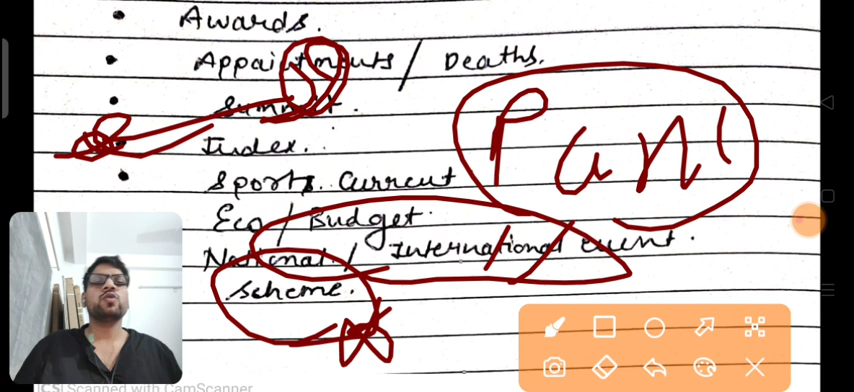 Awards.
Appointments / Deaths.
Summit.
Index.
Sports. Current
Eco / Budget.
National / International event.
Scheme.
Pan
CS Scanned with CamScanner